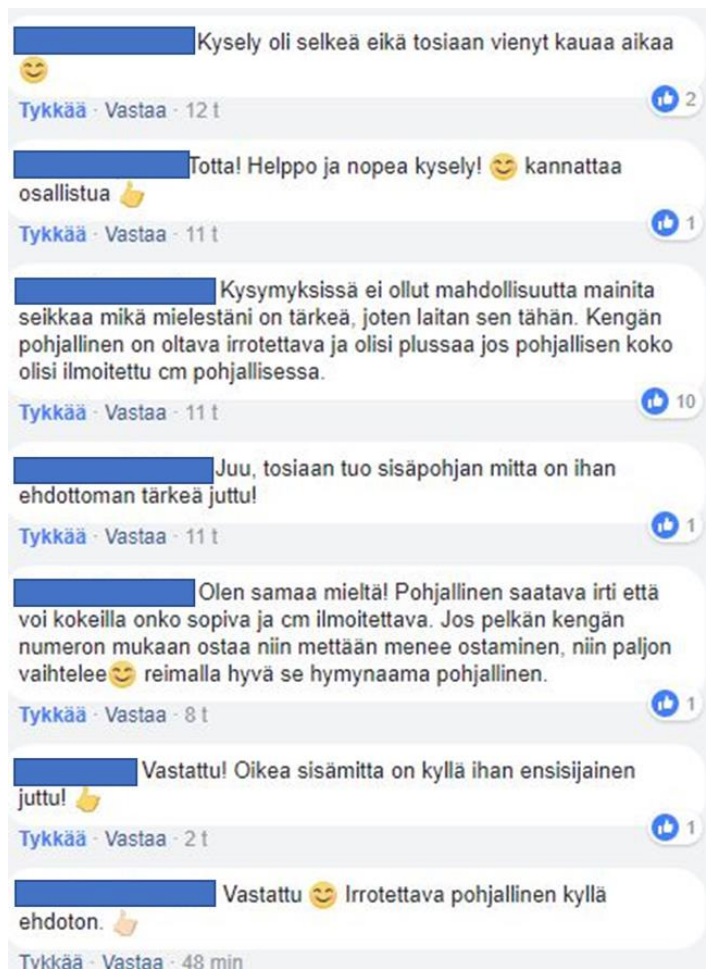 Kysely oli selkeä eikä tosiaan vienyt kauaa aikaa
😊
Tykkää · Vastaa · 12 t
2
Totta! Helppo ja nopea kysely! 😊 kannattaa
osallistua 👍
Tykkää · Vastaa · 11 t
1
Kysymyksissä ei ollut mahdollisuutta mainita
seikkaa mikä mielestäni on tärkeä, joten laitan sen tähän. Kengän
pohjallinen on oltava irrotettava ja olisi plussaa jos pohjallisen koko
olisi ilmoitettu cm pohjallisessa.
Tykkää · Vastaa · 11 t
10
Juu, tosiaan tuo sisäpohjan mitta on ihan
ehdottoman tärkeä juttu!
Tykkää · Vastaa · 11 t
1
Olen samaa mieltä! Pohjallinen saatava irti että
voi kokeilla onko sopiva ja cm ilmoitettava. Jos pelkän kengän
numeron mukaan ostaa niin mettään menee ostaminen, niin paljon
vaihtelee😊 reimalla hyvä se hymynaama pohjallinen.
Tykkää · Vastaa · 8 t
1
Vastattu! Oikea sisämitta on kyllä ihan ensisijainen
juttu! 👍
Tykkää · Vastaa · 2 t
1
Vastattu 😊 Irrotettava pohjallinen kyllä
ehdoton. 👍🏻
Tykkää · Vastaa · 48 min